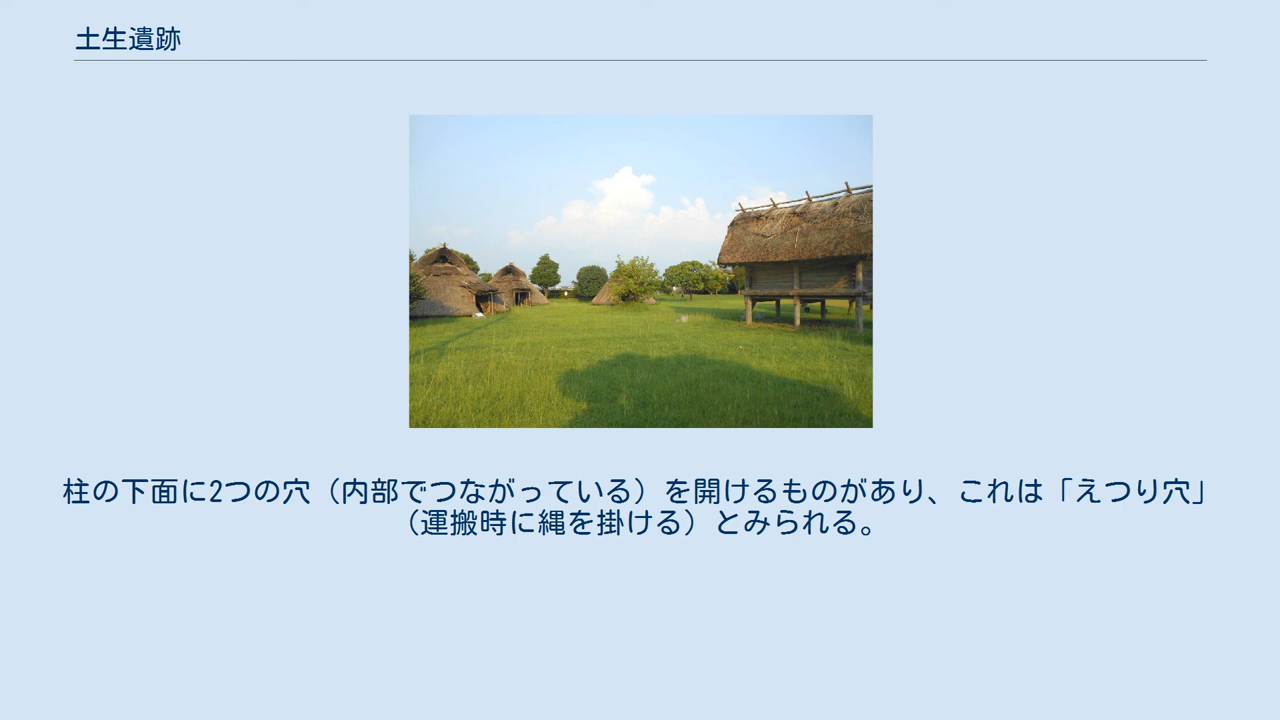 土生遺跡
柱の下面に2つの穴（内部でつながっている）を開けるものがあり、これは「えつり穴」
（運搬時に縄を掛ける）とみられる。